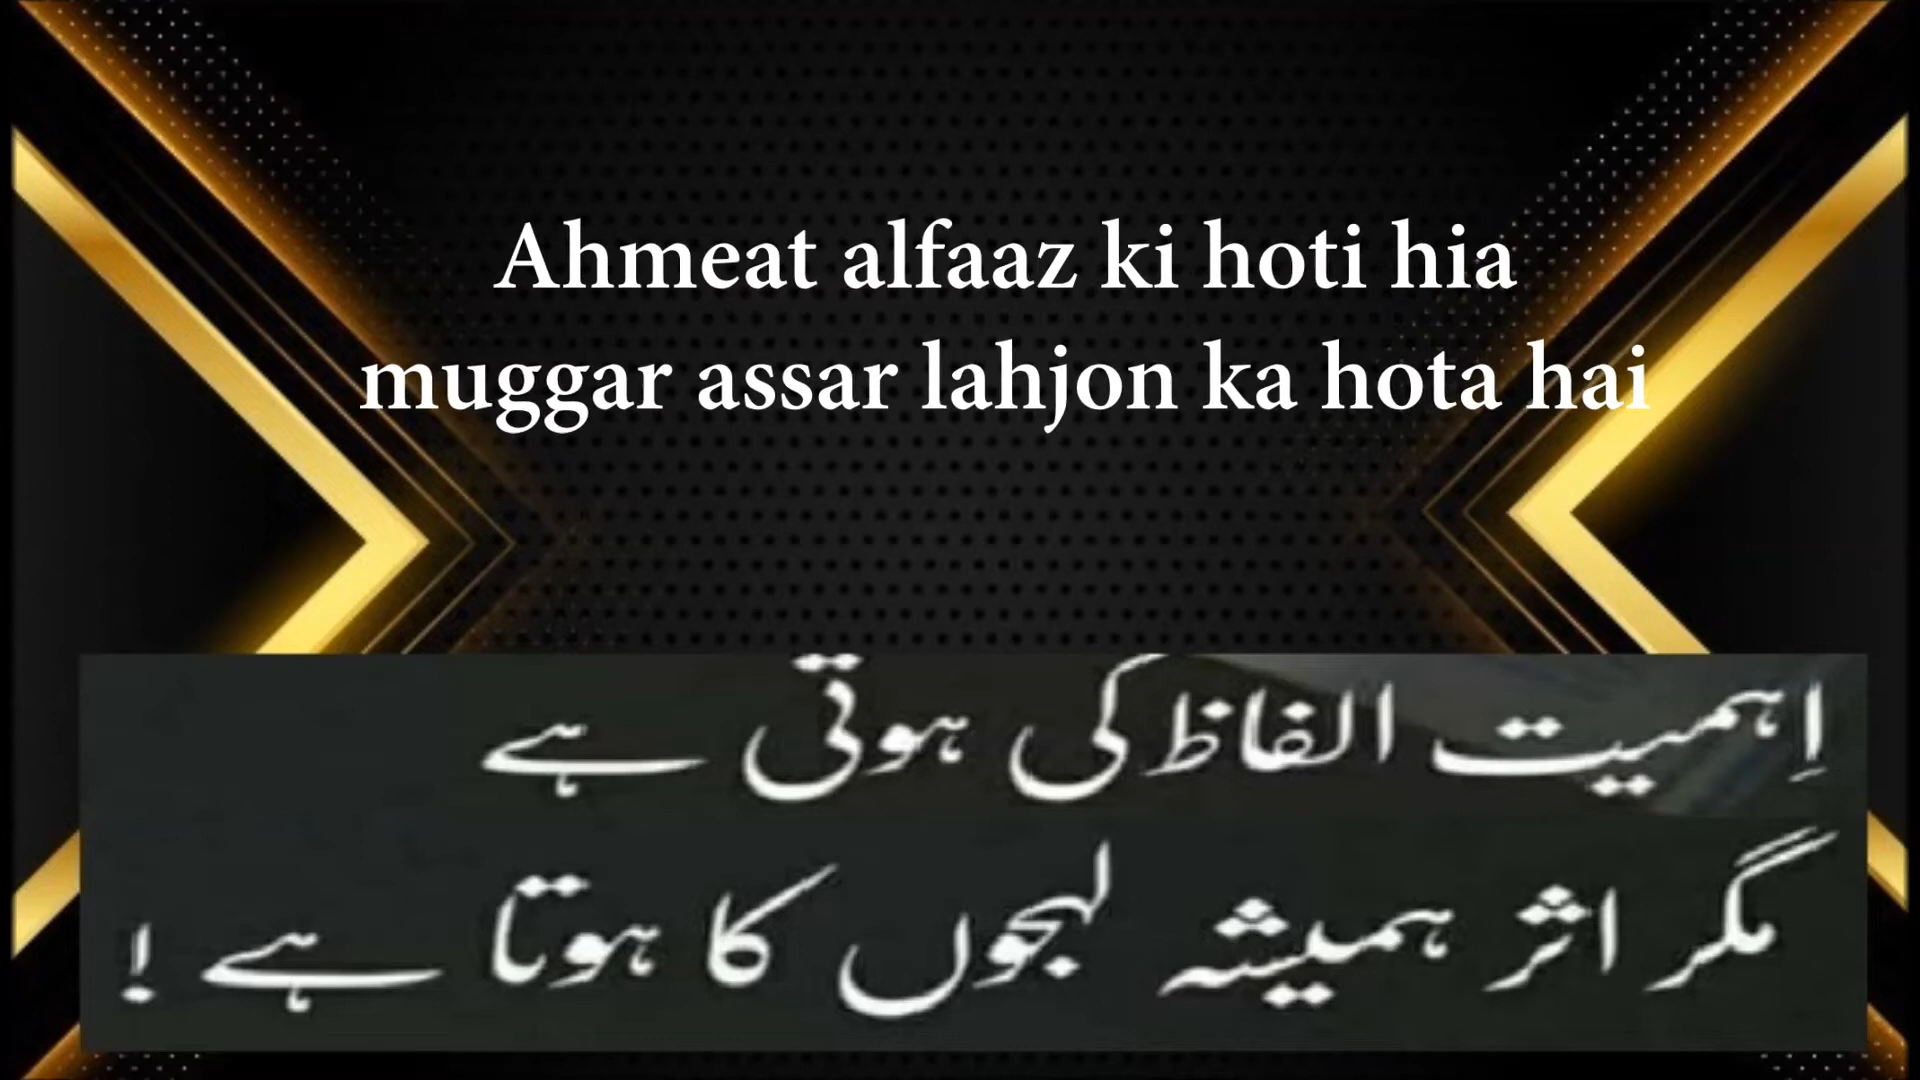 Ahmeat alfaaz ki hoti hia
muggar assar lahjon ka hota hai
اِہمیت الفاظ کی ہوتی ہے
مگر اثر ہمیشہ لہجوں کا ہوتا ہے !